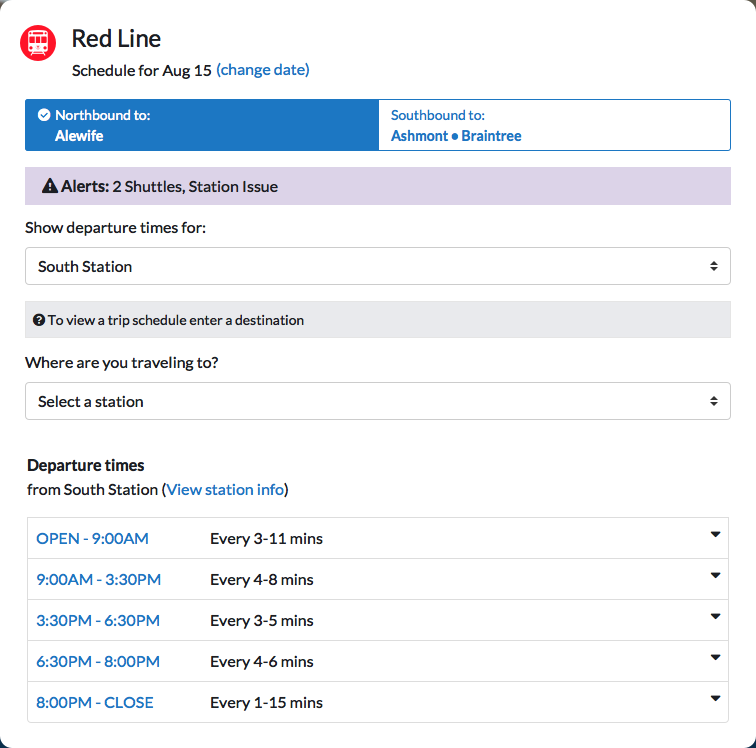 Red Line
Schedule for Aug 15 (change date)
Northbound to:
Alewife
Southbound to:
Ashmont • Braintree
Alerts: 2 Shuttles, Station Issue
Show departure times for:
South Station
To view a trip schedule enter a destination
Where are you traveling to?
Select a station
Departure times
from South Station (View station info)
OPEN - 9:00AM Every 3-11 mins
9:00AM - 3:30PM Every 4-8 mins
3:30PM - 6:30PM Every 3-5 mins
6:30PM - 8:00PM Every 4-6 mins
8:00PM - CLOSE Every 1-15 mins